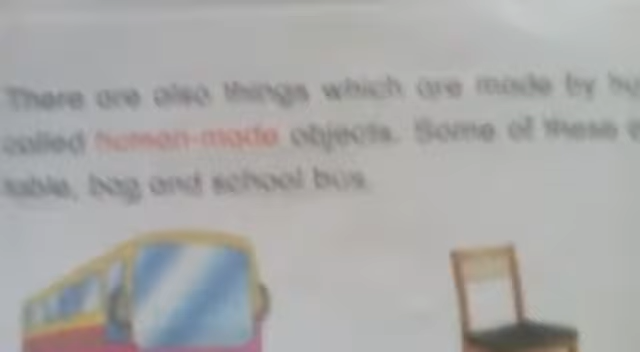 There are also things which are made by
called human-made objects. Some of these
table, bag and school bus.